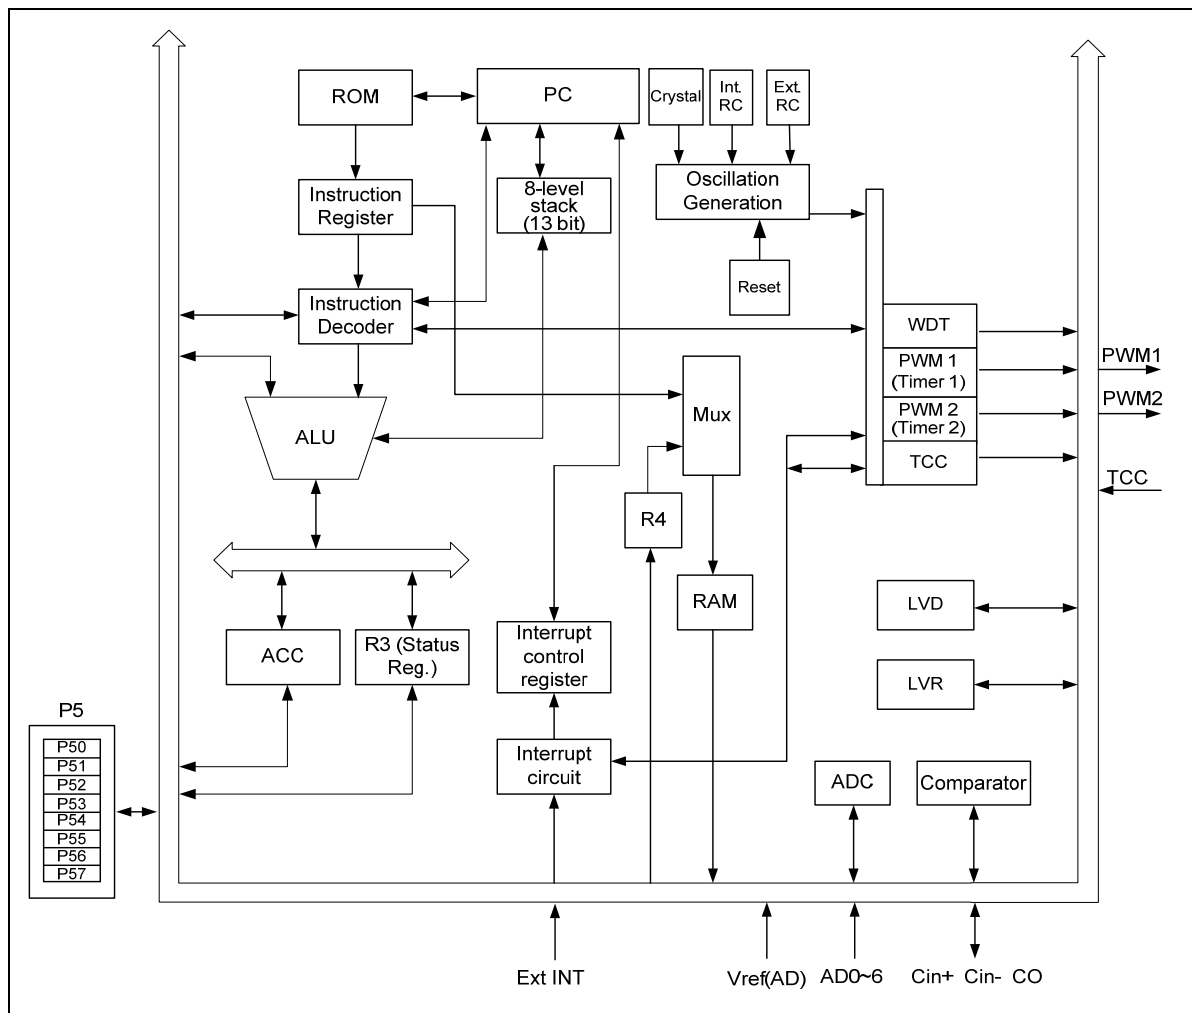 ROM
PC
Crystal
Int.
RC
Ext.
RC
Instruction
Register
8-level
stack
(13 bit)
Oscillation
Generation
Reset
Instruction
Decoder
WDT
PWM 1
(Timer 1)
PWM1
PWM 2
(Timer 2)
PWM2
TCC
TCC
Mux
ALU
R4
RAM
LVD
ACC
R3 (Status
Reg.)
Interrupt
control
register
LVR
P5
P50
P51
P52
P53
P54
P55
P56
P57
Interrupt
circuit
ADC
Comparator
Ext INT
Vref(AD)
AD0~6
Cin+ Cin- CO